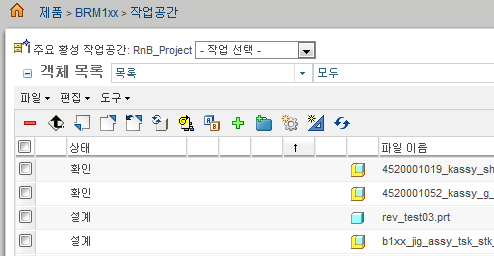 제품 > BRM1xx > 작업공간
주요 활성 작업공간: RnB_Project - 작업 선택 -
객체 목록 목록 모두
파일 편집 도구
상태 파일 이름
확인 4520001019_kassy_sh
확인 4520001052_kassy_g_
설계 rev_test03.prt
설계 b1xx_jig_assy_tsk_stk_